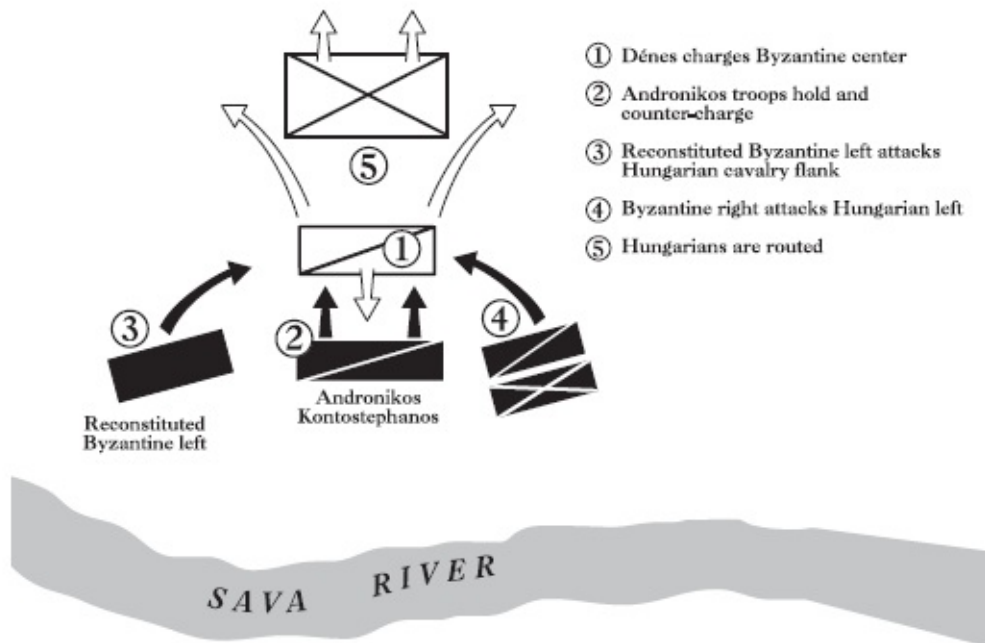 ① Dénes charges Byzantine center
② Andronikos troops hold and
counter-charge
③ Reconstituted Byzantine left attacks
Hungarian cavalry flank
④ Byzantine right attacks Hungarian left
⑤ Hungarians are routed
⑤
①
③
②
④
Reconstituted
Byzantine left
Andronikos
Kontostephanos
SAVA RIVER